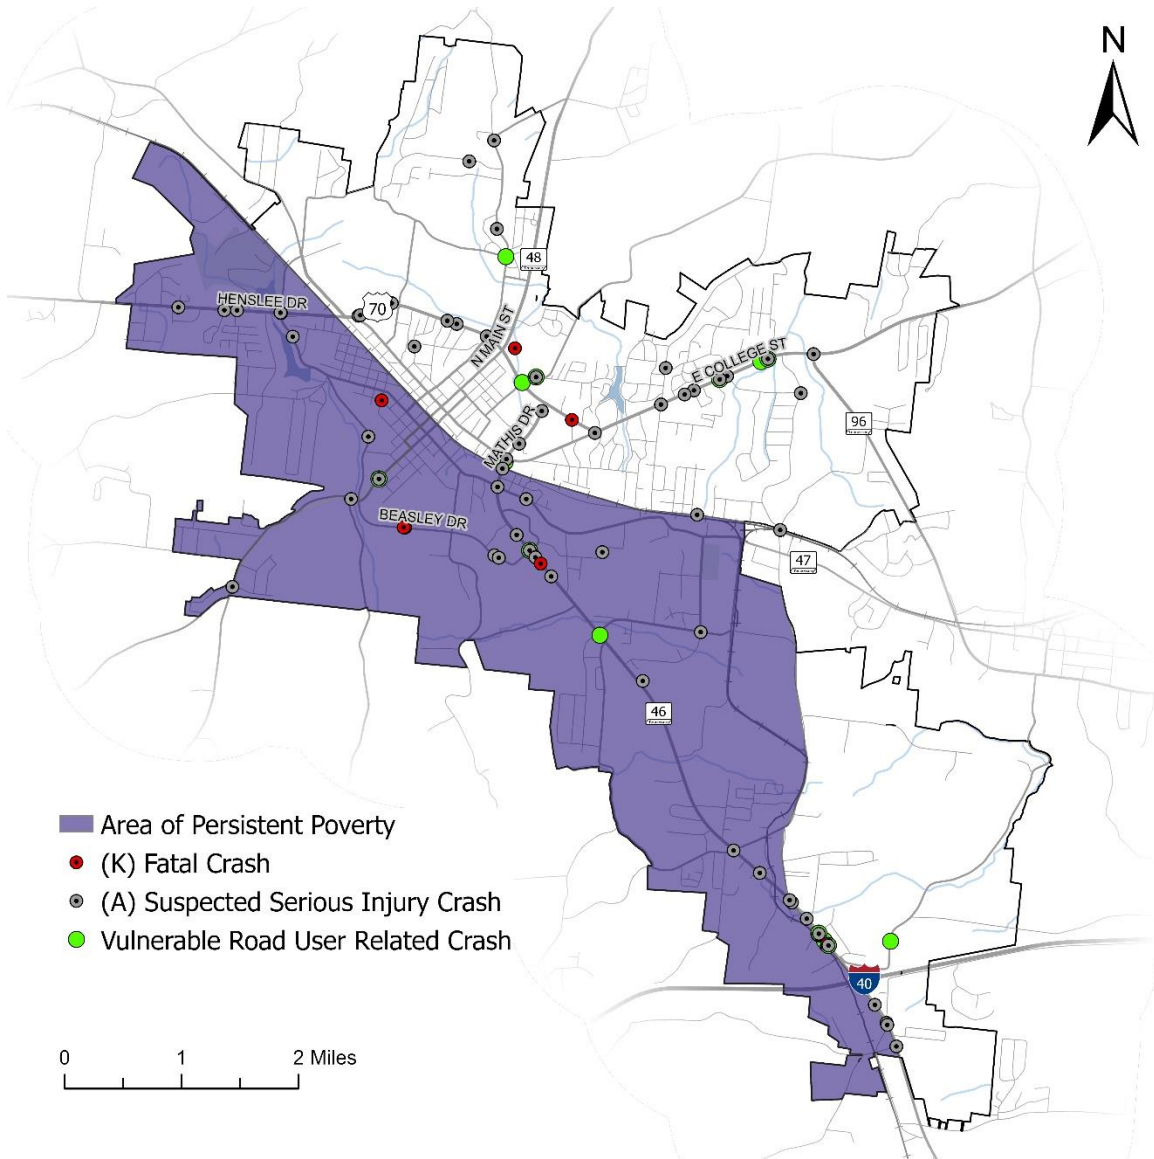 N
48
HENSLEE DR
70
N MAIN ST
E COLLEGE ST
96
MATHIS DR
BEASLEY DR
47
46
Area of Persistent Poverty
(K) Fatal Crash
(A) Suspected Serious Injury Crash
Vulnerable Road User Related Crash
40
0 1 2 Miles